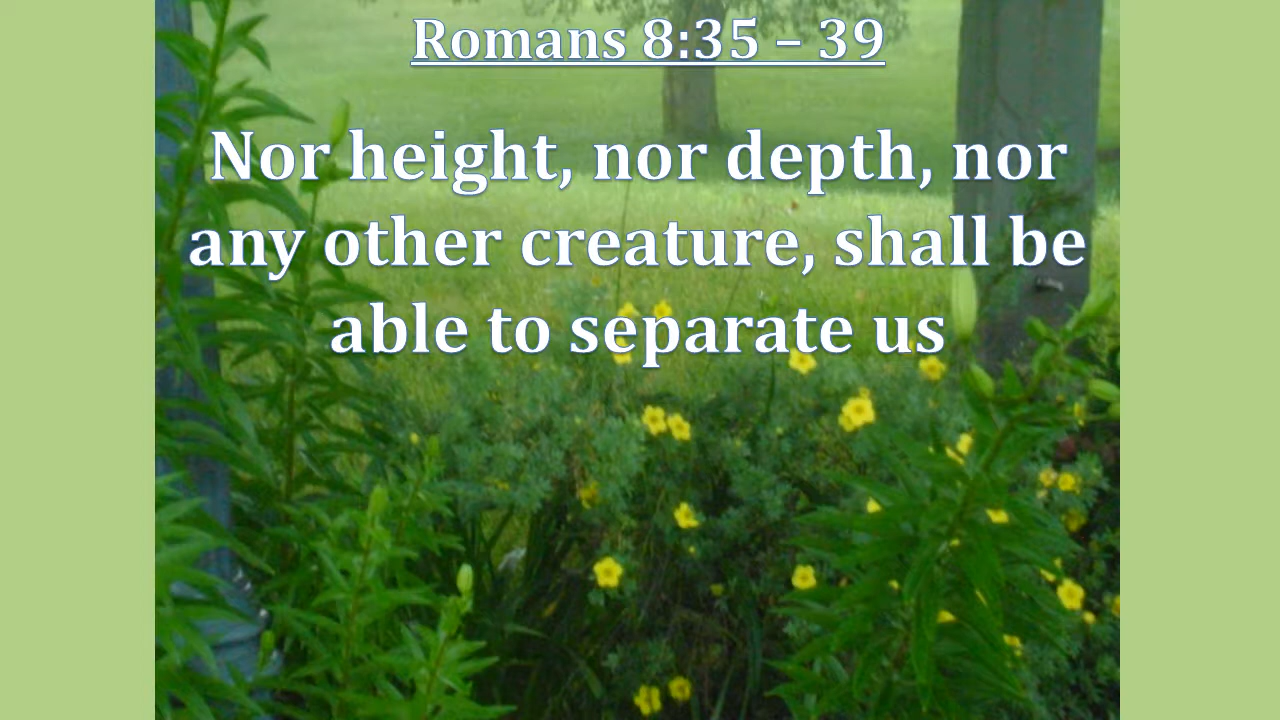 Romans 8:35 – 39
Nor height, nor depth, nor
any other creature, shall be
able to separate us